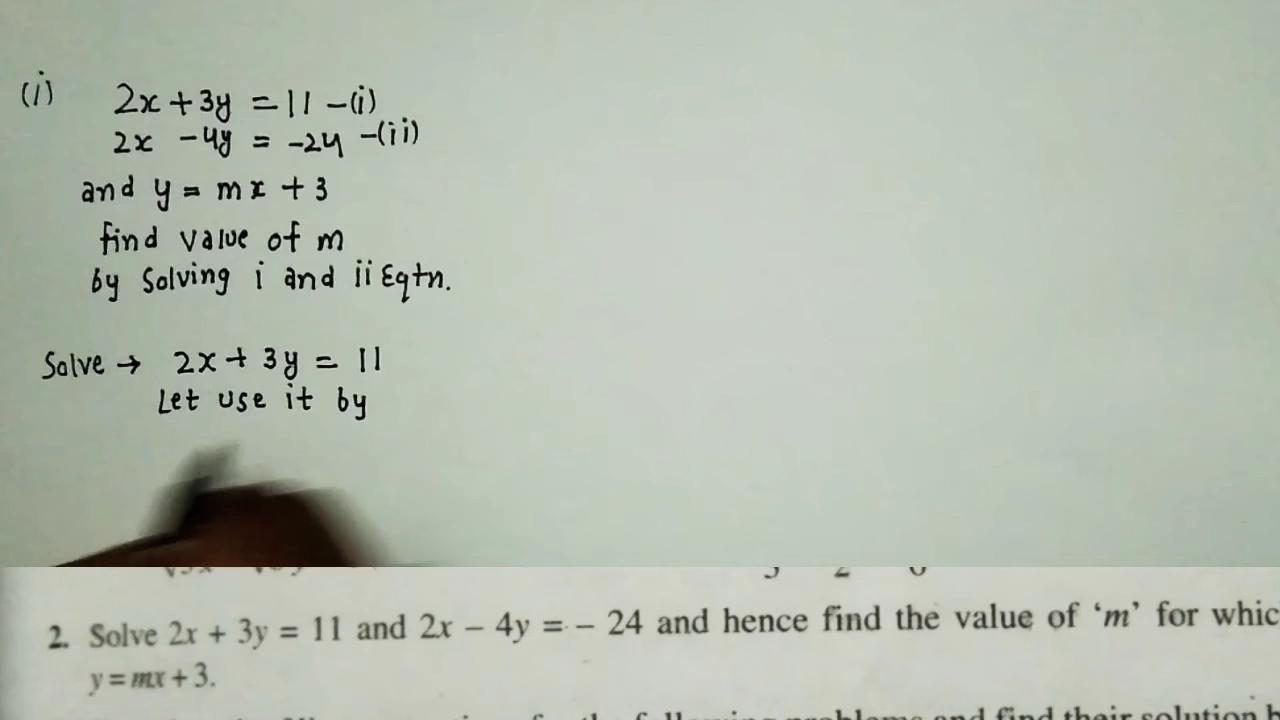 (i) 2x + 3y = 11 -(i)
2x - 4y = -24 -(ii)
and y = mx + 3
find value of m
by Solving i and ii Eqtn.
Solve → 2x + 3y = 11
Let use it by
2. Solve 2x + 3y = 11 and 2x – 4y = – 24 and hence find the value of ‘m’ for whic
y = mx + 3.